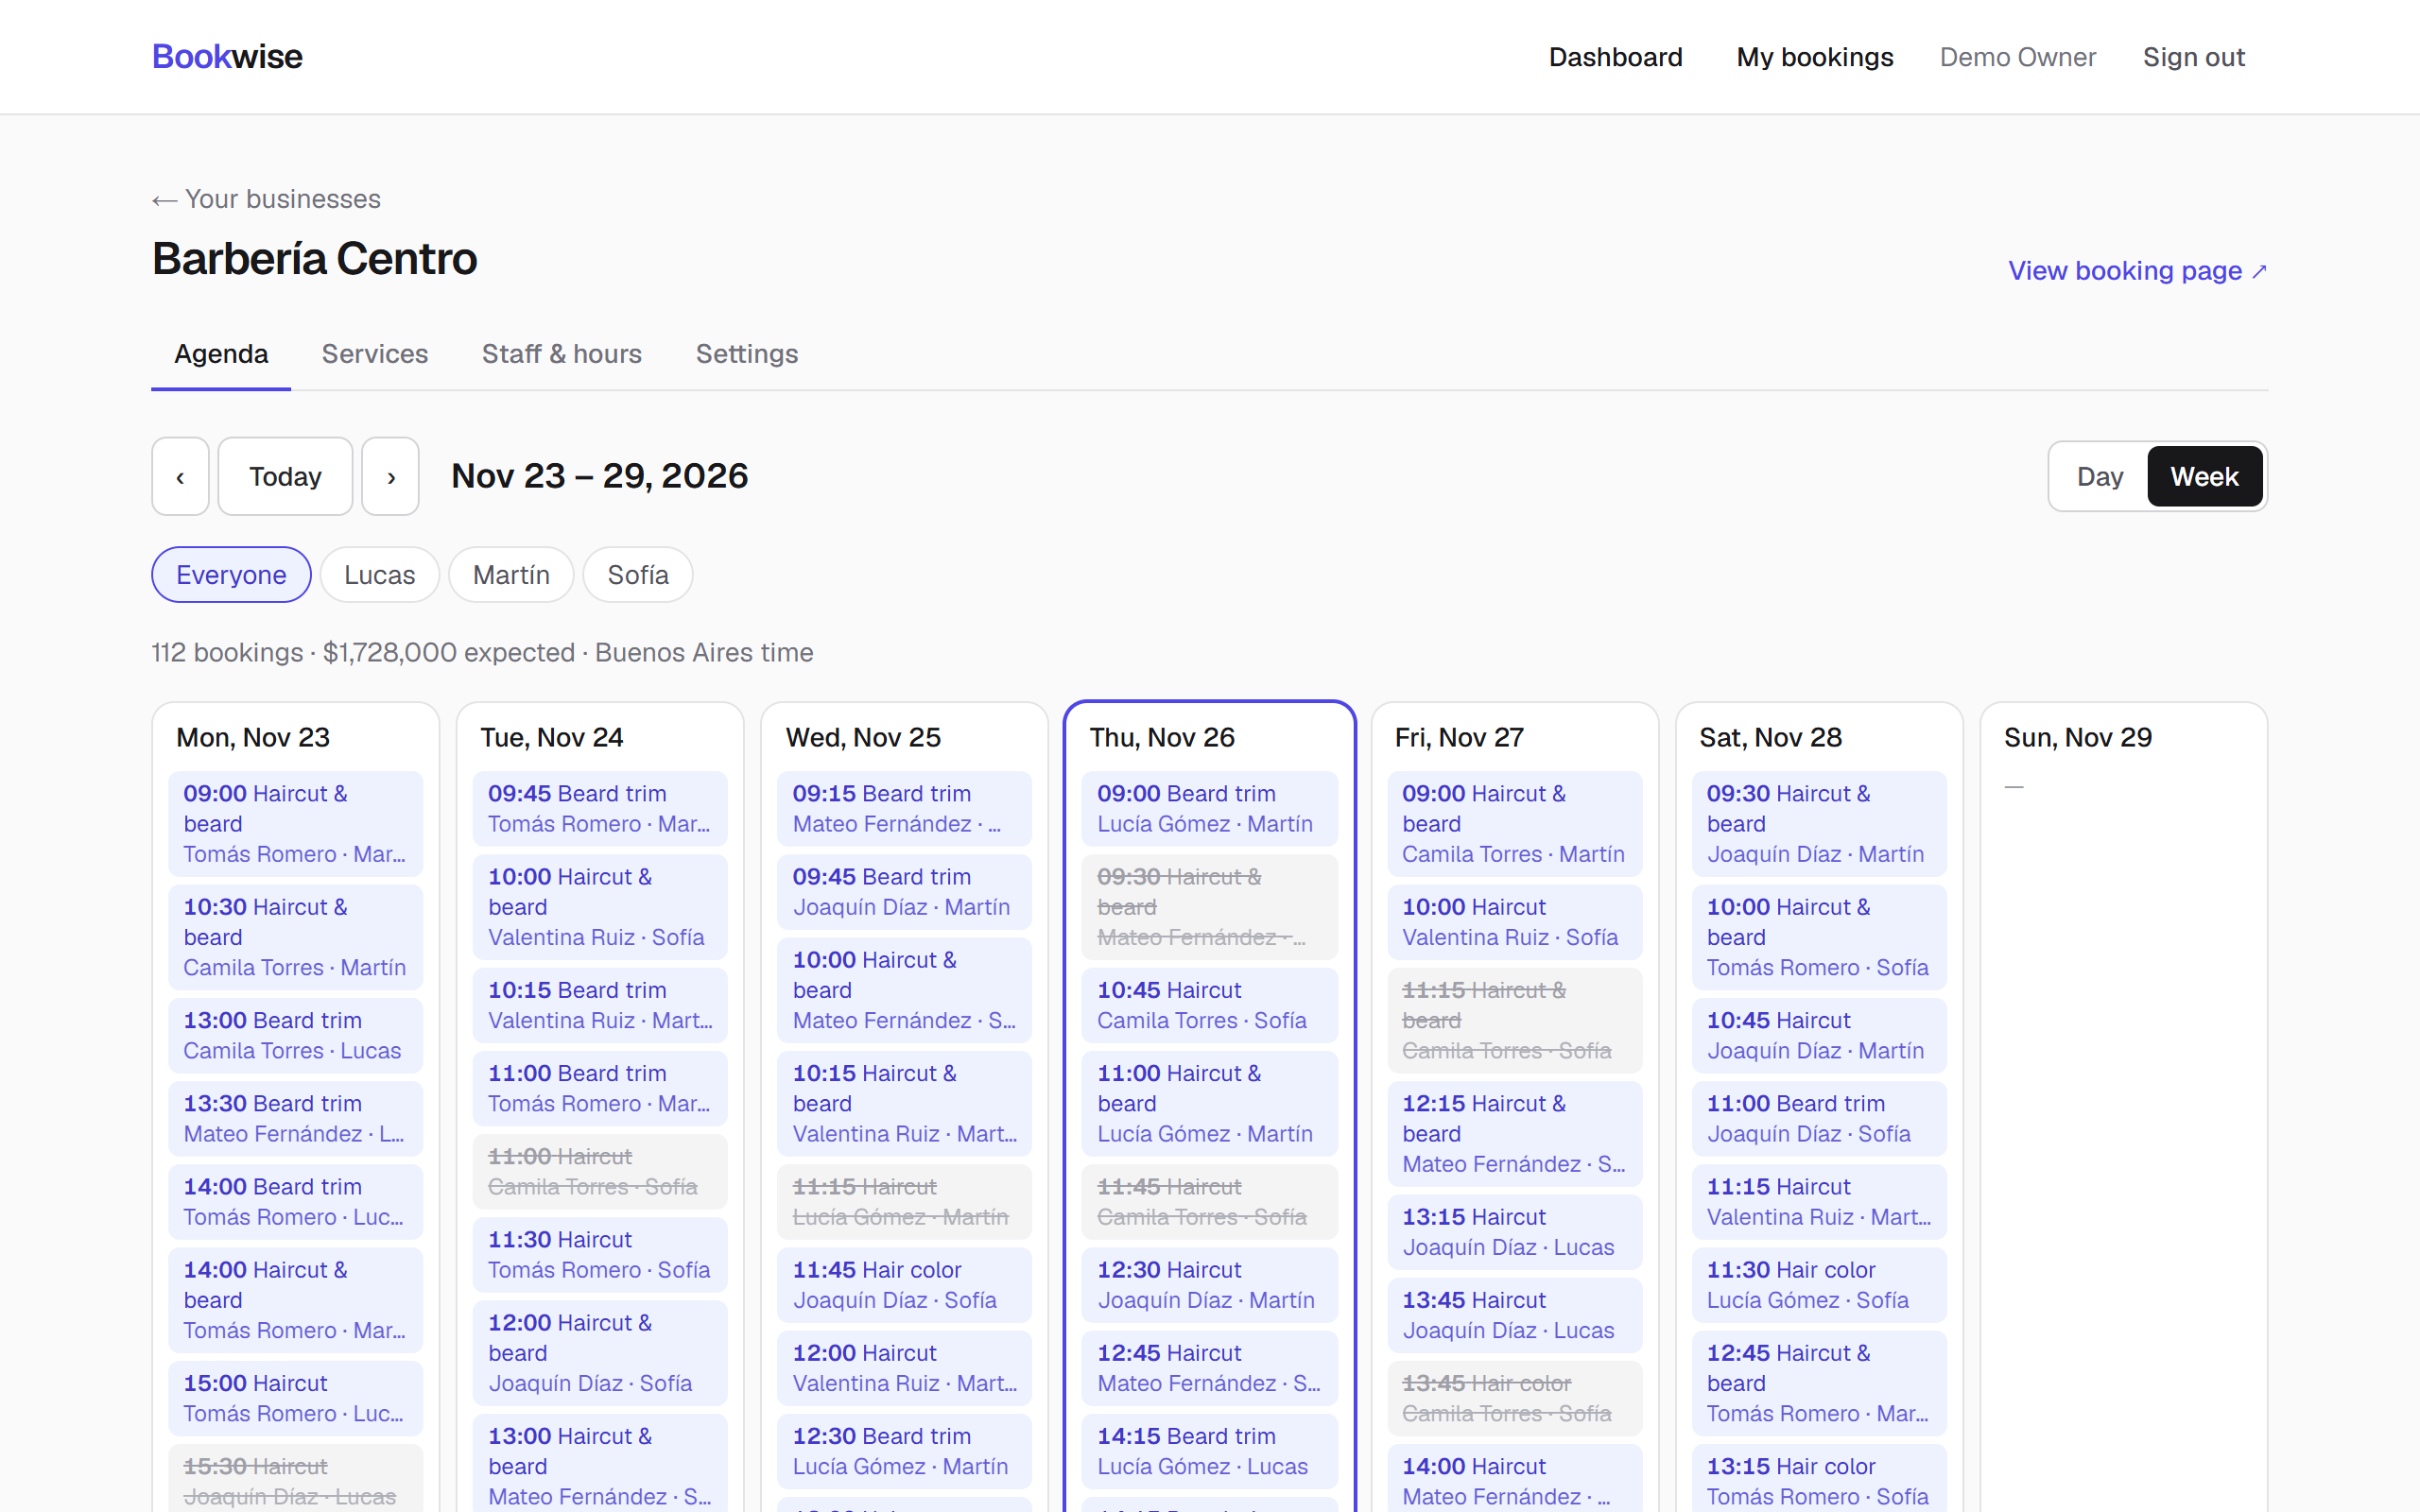 Bookwise
Dashboard
My bookings
Demo Owner
Sign out
← Your businesses
Barbería Centro
View booking page ↗
Agenda
Services
Staff & hours
Settings
‹
Today
›
Nov 23 – 29, 2026
Day
Week
Everyone
Lucas
Martín
Sofía
112 bookings · $1,728,000 expected · Buenos Aires time
Mon, Nov 23
09:00 Haircut &
beard
Tomás Romero · Mar...
10:30 Haircut &
beard
Camila Torres · Martín
13:00 Beard trim
Camila Torres · Lucas
13:30 Beard trim
Mateo Fernández · L...
14:00 Beard trim
Tomás Romero · Luc...
14:00 Haircut &
beard
Tomás Romero · Mar...
15:00 Haircut
Tomás Romero · Luc...
15:30 Haircut
Joaquín Díaz · Lucas
Tue, Nov 24
09:45 Beard trim
Tomás Romero · Mar...
10:00 Haircut &
beard
Valentina Ruiz · Sofía
10:15 Beard trim
Valentina Ruiz · Mart...
11:00 Beard trim
Tomás Romero · Mar...
11:00 Haircut
Camila Torres · Sofía
11:30 Haircut
Tomás Romero · Sofía
12:00 Haircut &
beard
Joaquín Díaz · Sofía
13:00 Haircut &
beard
Mateo Fernández · S...
Wed, Nov 25
09:15 Beard trim
Mateo Fernández · ...
09:45 Beard trim
Joaquín Díaz · Martín
10:00 Haircut &
beard
Mateo Fernández · S...
10:15 Haircut &
beard
Valentina Ruiz · Mart...
11:15 Haircut
Lucía Gómez · Martín
11:45 Hair color
Joaquín Díaz · Sofía
12:00 Haircut
Valentina Ruiz · Mart...
12:30 Beard trim
Lucía Gómez · Martín
Thu, Nov 26
09:00 Beard trim
Lucía Gómez · Martín
09:30 Haircut &
beard
Mateo Fernández · ...
10:45 Haircut
Camila Torres · Sofía
11:00 Haircut &
beard
Lucía Gómez · Martín
11:45 Haircut
Camila Torres · Sofía
12:30 Haircut
Joaquín Díaz · Martín
12:45 Haircut
Mateo Fernández · S...
14:15 Beard trim
Lucía Gómez · Lucas
Fri, Nov 27
09:00 Haircut &
beard
Camila Torres · Martín
10:00 Haircut
Valentina Ruiz · Sofía
11:15 Haircut &
beard
Camila Torres · Sofía
12:15 Haircut &
beard
Mateo Fernández · S...
13:15 Haircut
Joaquín Díaz · Lucas
13:45 Haircut
Joaquín Díaz · Lucas
13:45 Hair color
Camila Torres · Sofía
14:00 Haircut
Mateo Fernández · ...
Sat, Nov 28
09:30 Haircut &
beard
Joaquín Díaz · Martín
10:00 Haircut &
beard
Tomás Romero · Sofía
10:45 Haircut
Joaquín Díaz · Martín
11:00 Beard trim
Joaquín Díaz · Sofía
11:15 Haircut
Valentina Ruiz · Mart...
11:30 Hair color
Lucía Gómez · Sofía
12:45 Haircut &
beard
Tomás Romero · Mar...
13:15 Hair color
Tomás Romero · Sofía
Sun, Nov 29
—